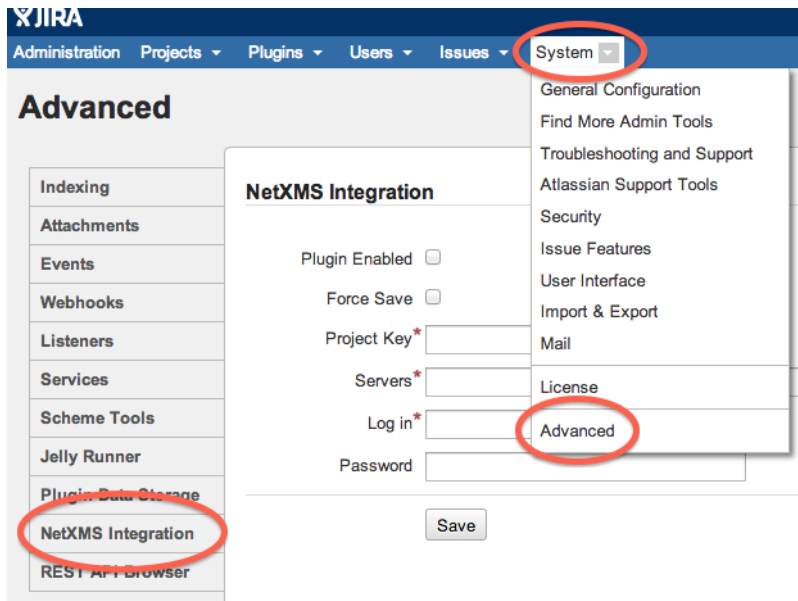 JIRA
Administration Projects Plugins Users Issues System
Advanced
General Configuration
Find More Admin Tools
Troubleshooting and Support
Atlassian Support Tools
Security
Issue Features
User Interface
Import & Export
Mail
License
Advanced
Indexing
Attachments
Events
Webhooks
Listeners
Services
Scheme Tools
Jelly Runner
Plugin Data Storage
NetXMS Integration
REST API Browser
NetXMS Integration
Plugin Enabled
Force Save
Project Key*
Servers*
Log in*
Password
Save